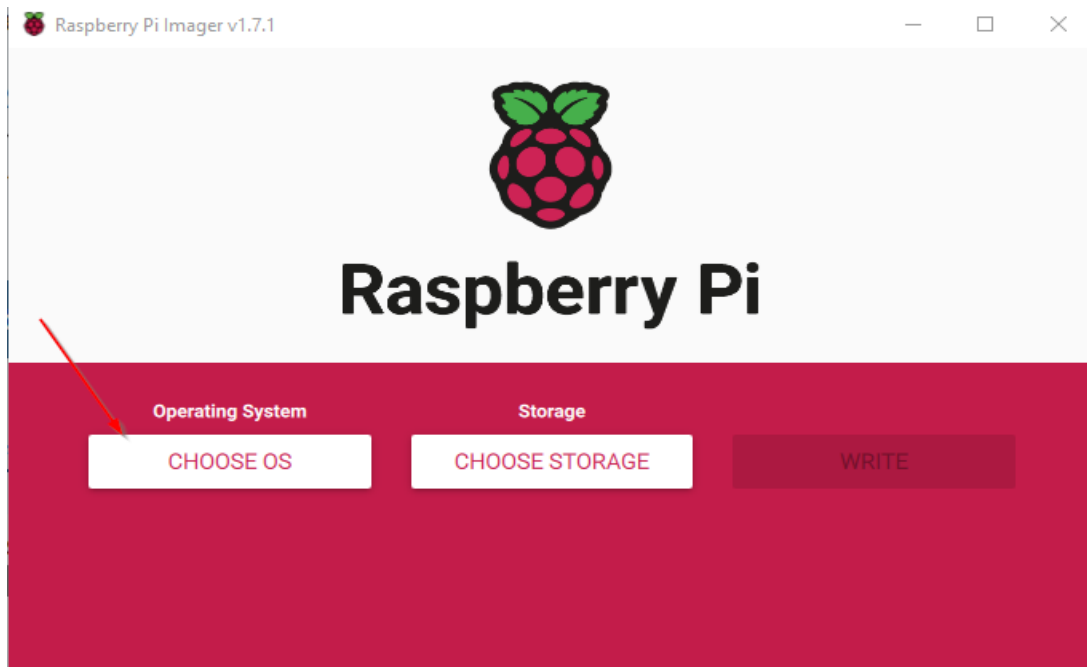 Raspberry Pi Imager v1.7.1
Raspberry Pi
Operating System
Storage
CHOOSE OS
CHOOSE STORAGE
WRITE